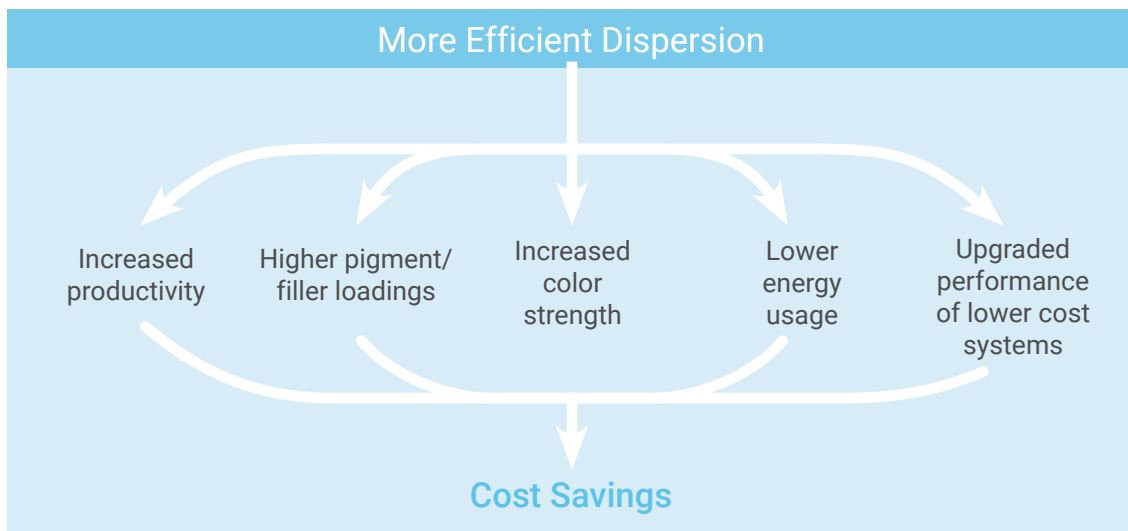 More Efficient Dispersion
Increased
productivity
Higher pigment/
filler loadings
Increased
color
strength
Lower
energy
usage
Upgraded
performance
of lower cost
systems
Cost Savings